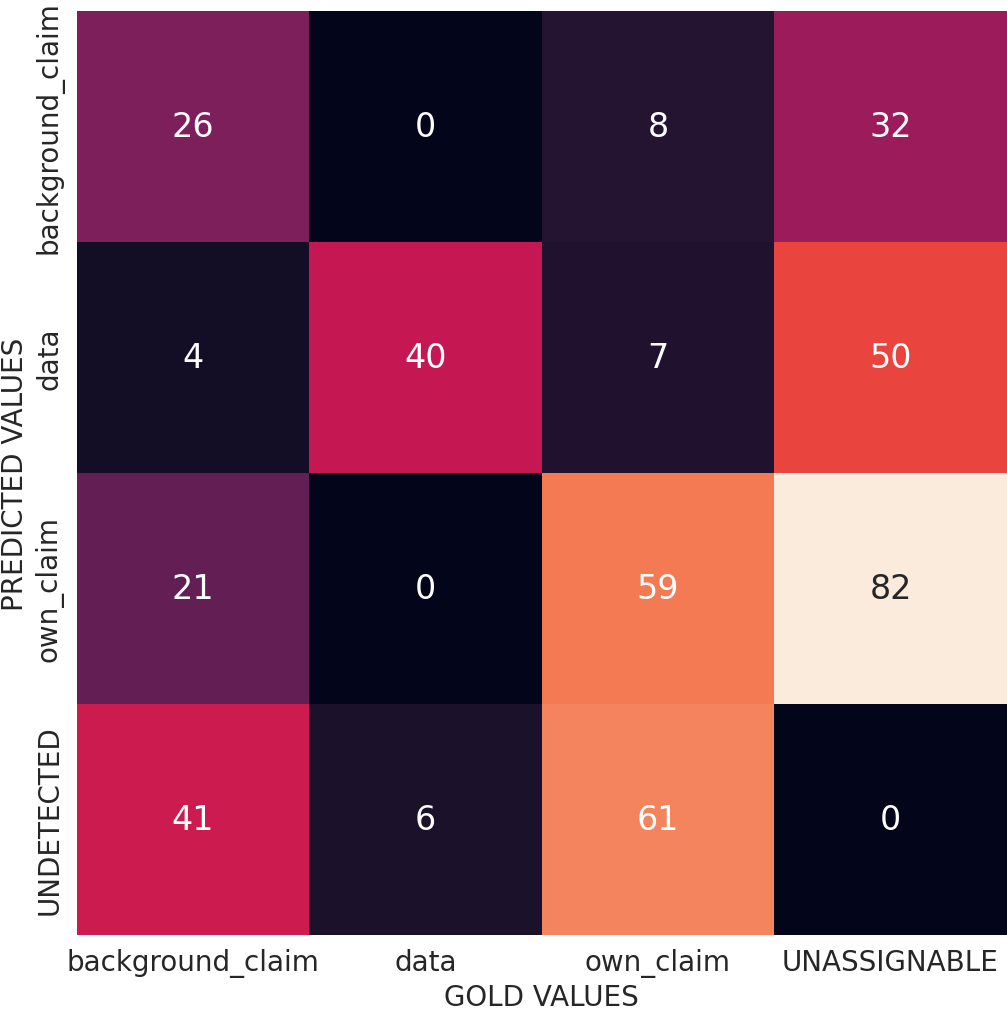 PREDICTED VALUES
background_claim
26 0 8 32
data
4 40 7 50
own_claim
21 0 59 82
UNDETECTED
41 6 61 0
background_claim data own_claim UNASSIGNABLE
GOLD VALUES